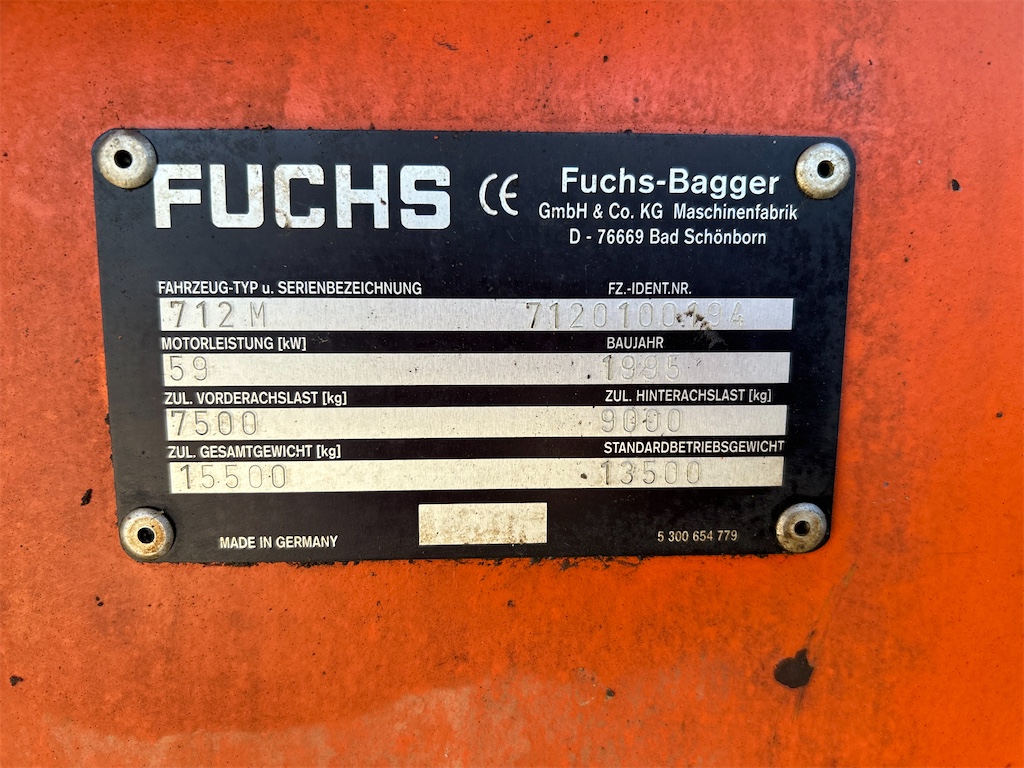 FUCHS CE Fuchs-Bagger
GmbH & Co. KG Maschinenfabrik
D - 76669 Bad Schönborn
FAHRZEUG-TYP u. SERIENBEZEICHNUNG FZ.-IDENT.NR.
712M
MOTORLEISTUNG [kW] BAUJAHR
59 1995
ZUL. VORDERACHSLAST [kg] ZUL. HINTERACHSLAST [kg]
7500 9000
ZUL. GESAMTGEWICHT [kg] STANDARDBETRIEBSGEWICHT
15500 13500
MADE IN GERMANY 5 300 654 779